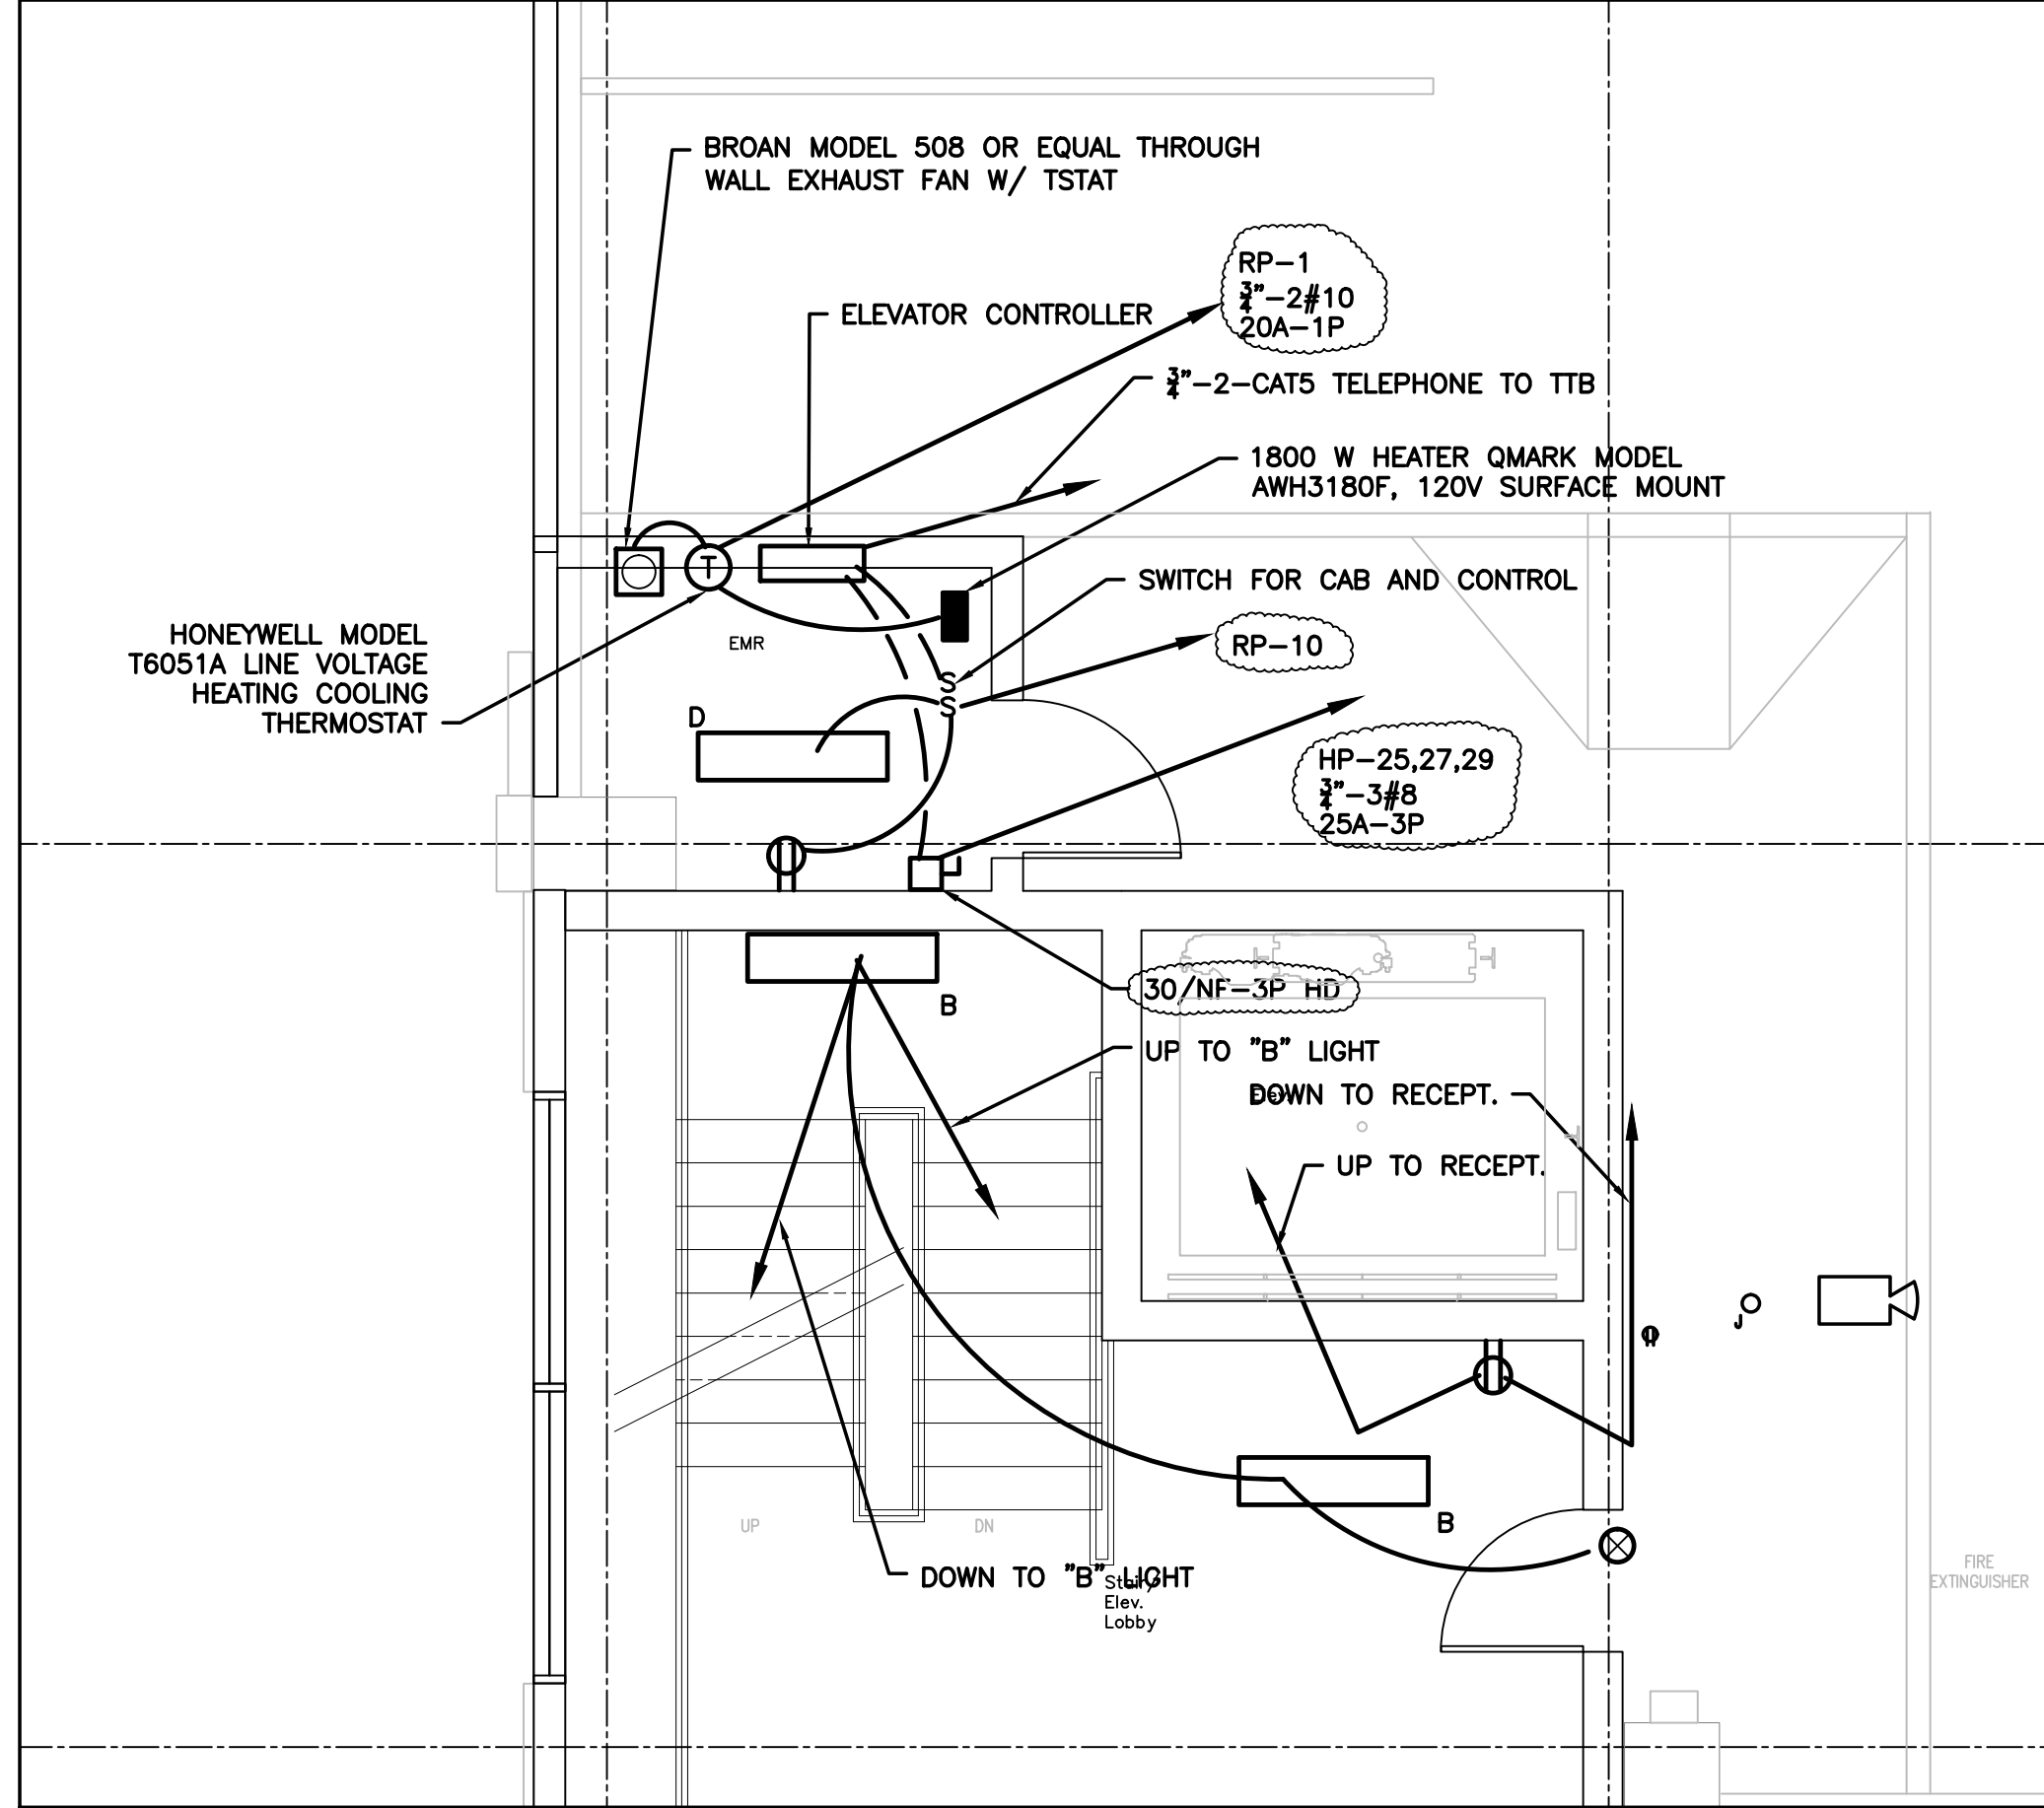 BROAN MODEL 508 OR EQUAL THROUGH
WALL EXHAUST FAN W/ TSTAT
RP-1
¾"-2#10
20A-1P
ELEVATOR CONTROLLER
¾"-2-CAT5 TELEPHONE TO TTB
1800 W HEATER QMARK MODEL
AWH3180F, 120V SURFACE MOUNT
T
SWITCH FOR CAB AND CONTROL
HONEYWELL MODEL
T6051A LINE VOLTAGE
HEATING COOLING
THERMOSTAT
EMR
RP-10
S
S
D
HP-25,27,29
¾"-3#8
25A-3P
J
30/NF-3P HD
B
UP TO "B" LIGHT
DOWN TO RECEPT.
Elev.
UP TO RECEPT.
J
B
UP
DN
DOWN TO "B" LIGHT
Stair/
Elev.
Lobby
FIRE
EXTINGUISHER